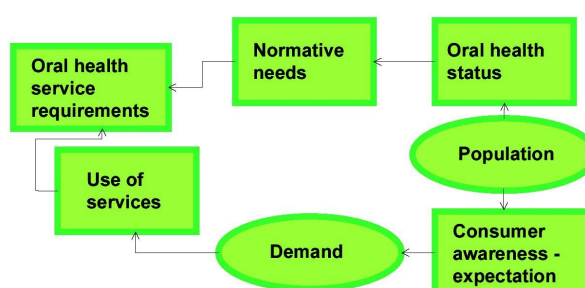 Oral health
service
requirements
Normative
needs
Oral health
status
Population
Use of
services
Demand
Consumer
awareness -
expectation